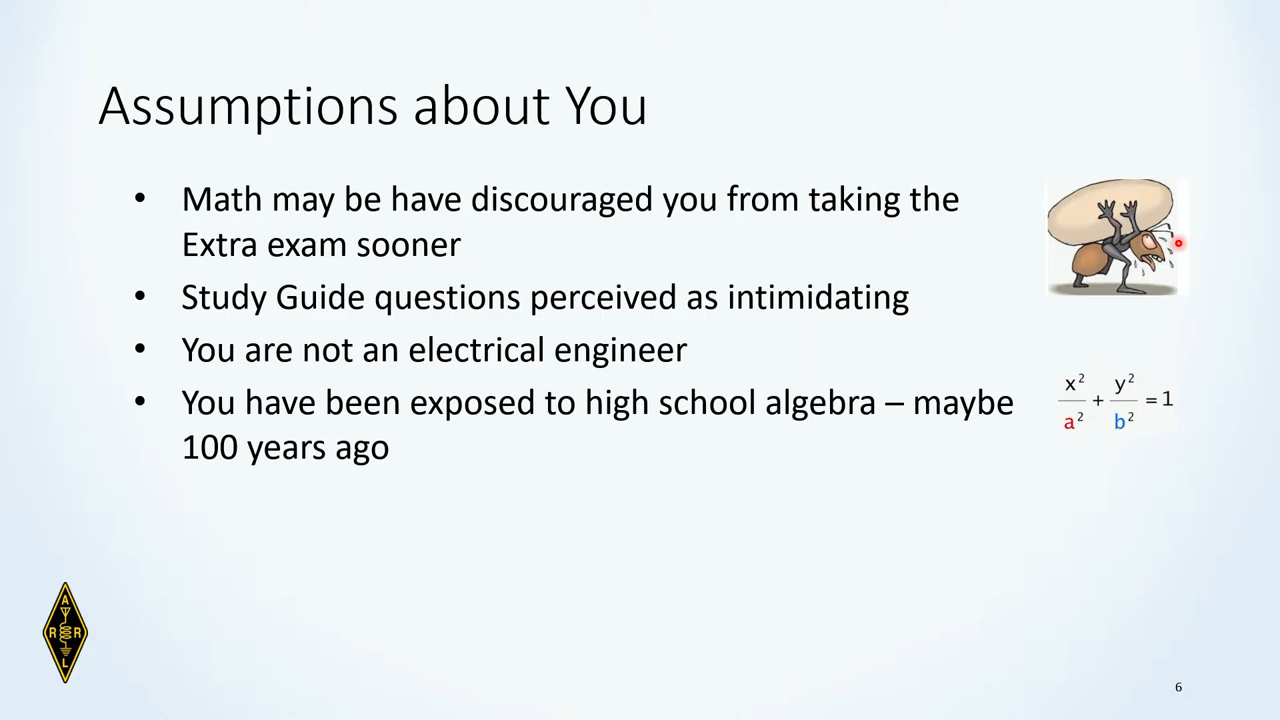 Assumptions about You
• Math may be have discouraged you from taking the
Extra exam sooner
• Study Guide questions perceived as intimidating
• You are not an electrical engineer
• You have been exposed to high school algebra – maybe
100 years ago
x² / a² + y² / b² = 1
A
R R
L
6